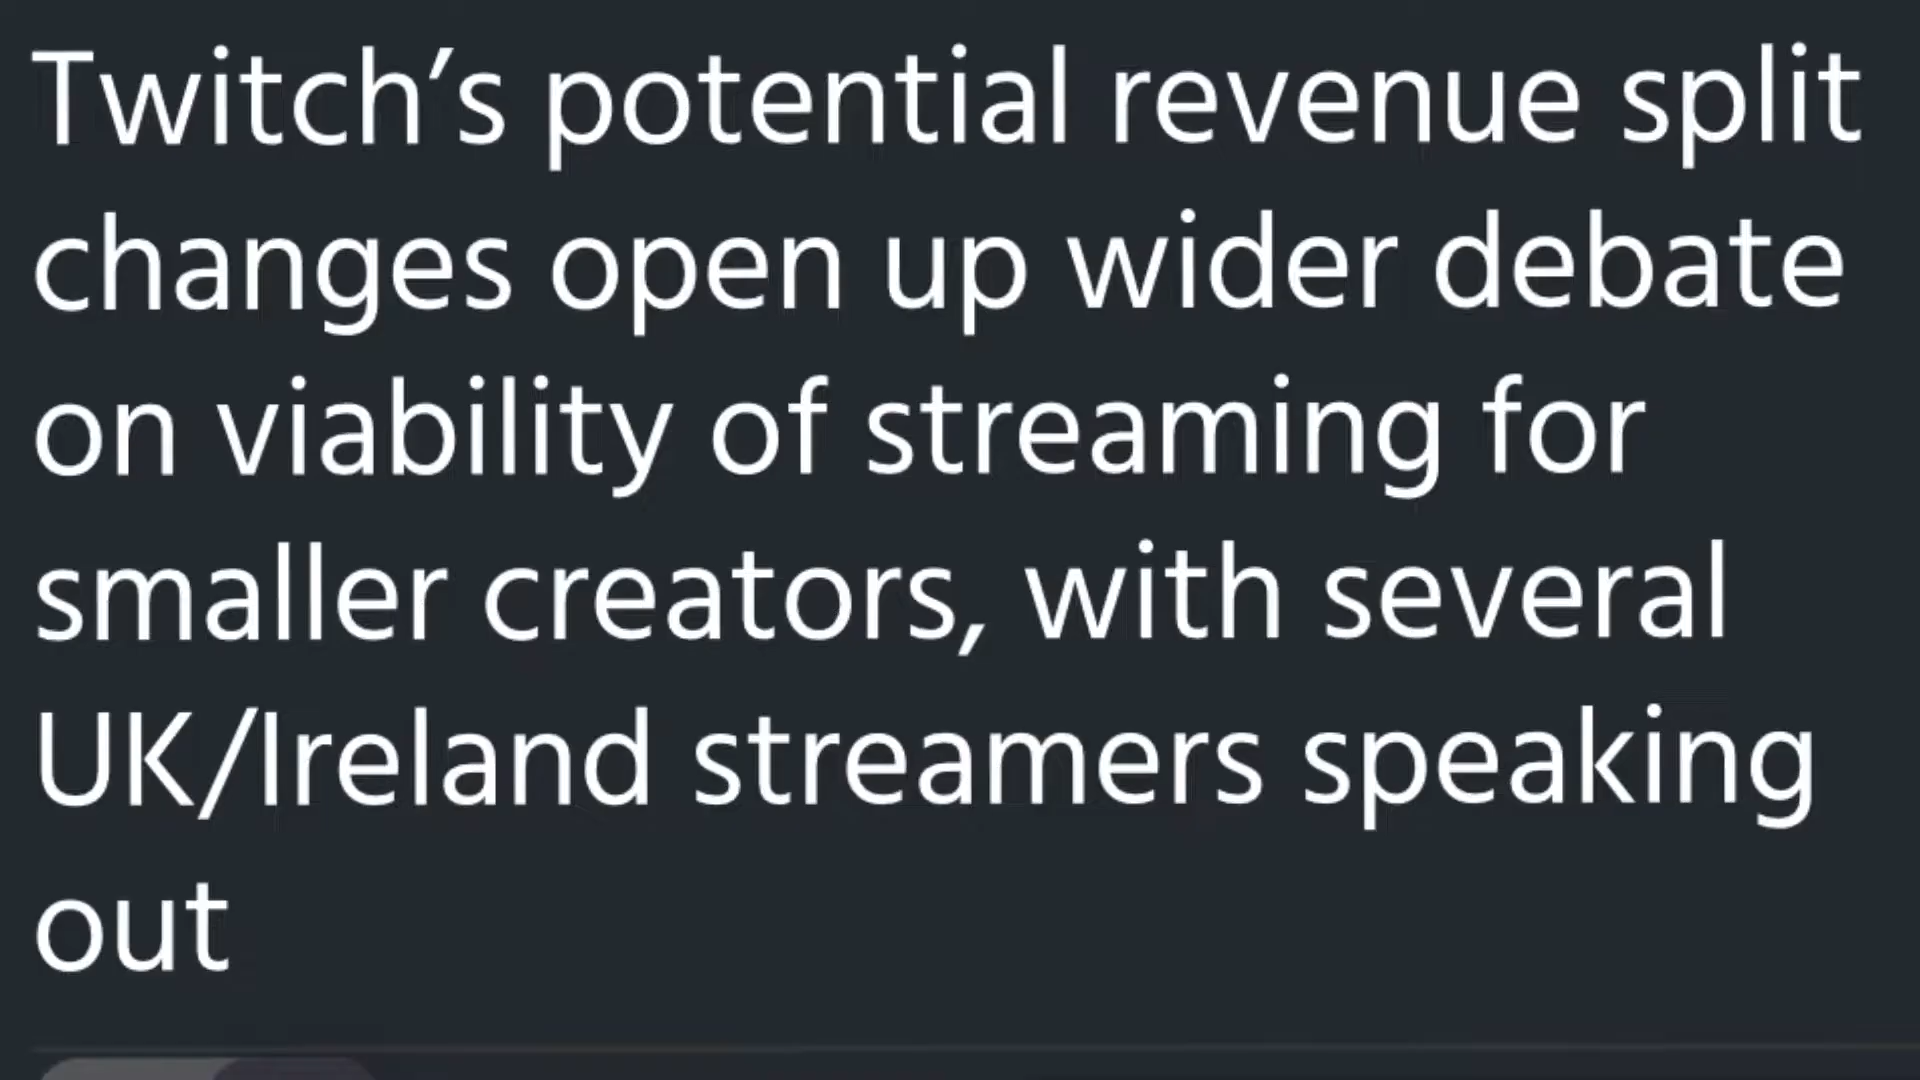 Twitch’s potential revenue split
changes open up wider debate
on viability of streaming for
smaller creators, with several
UK/Ireland streamers speaking
out